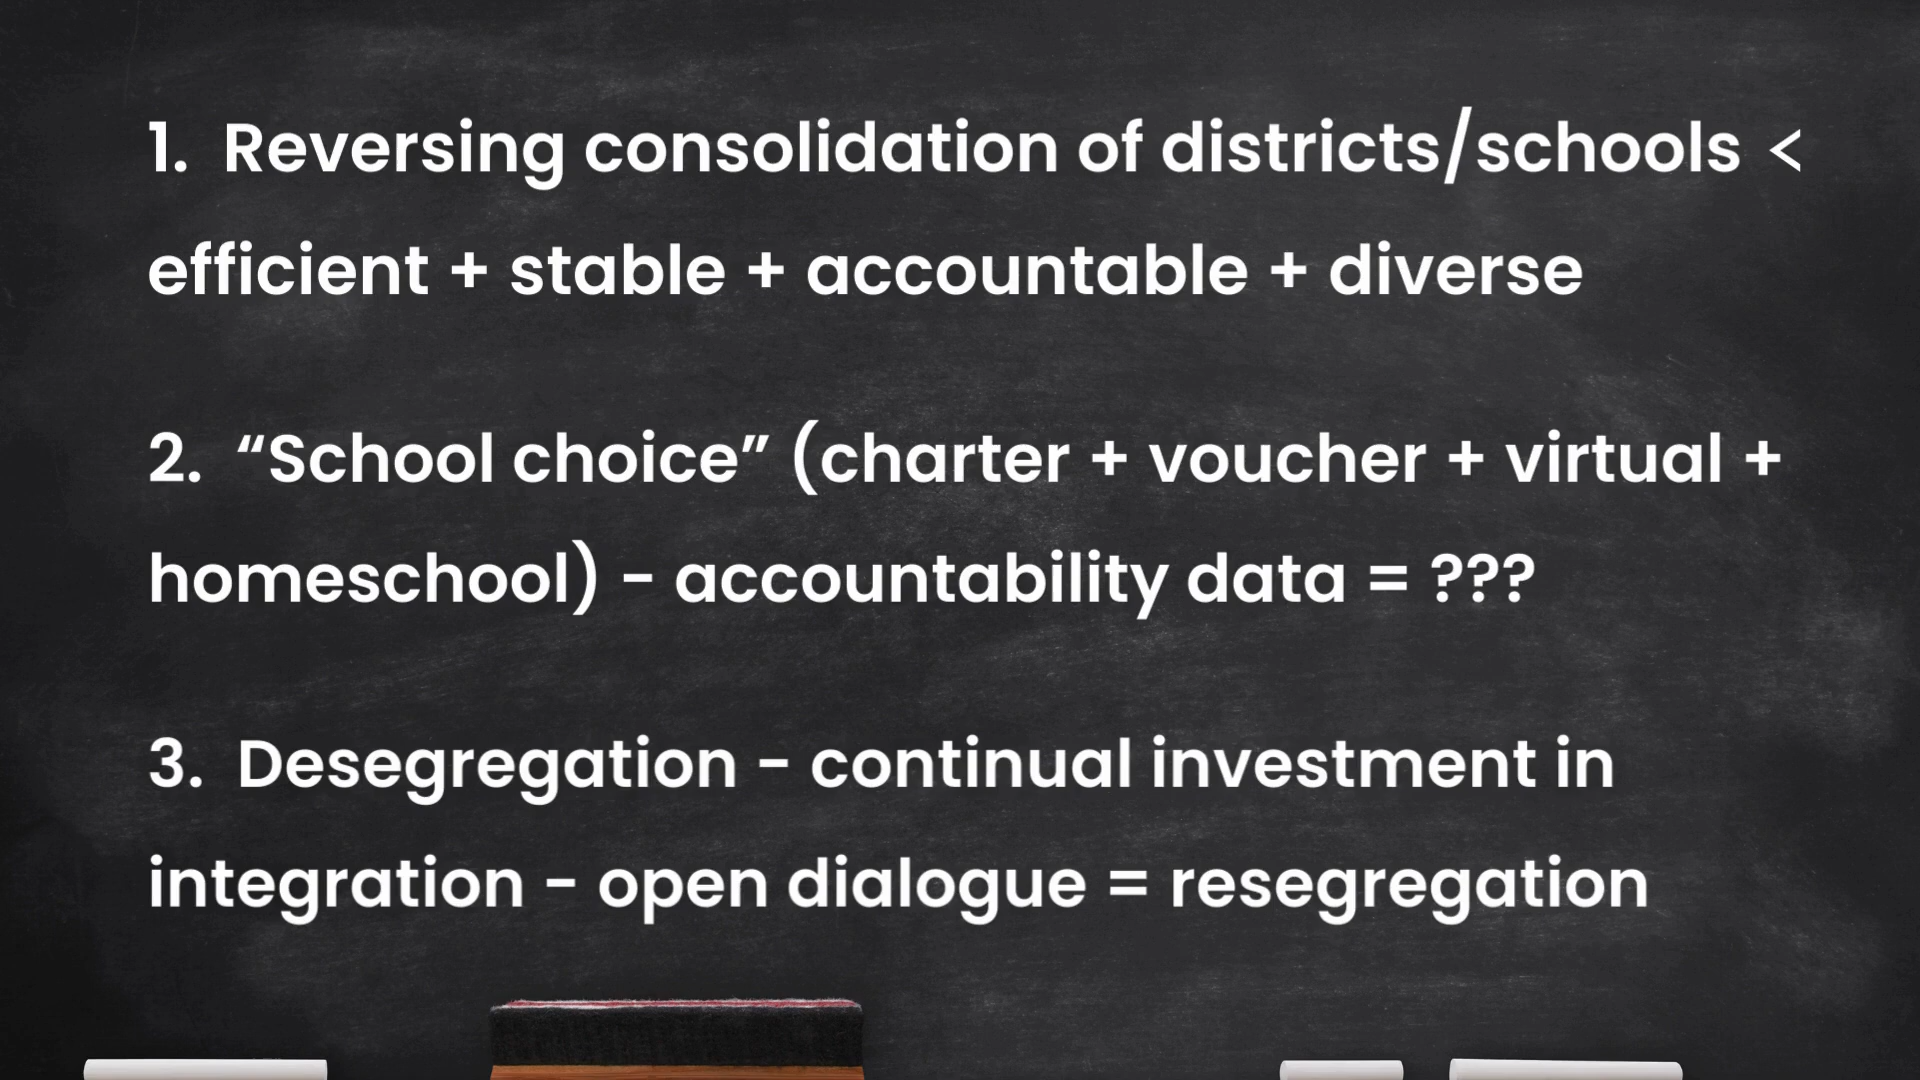 1. Reversing consolidation of districts/schools <
efficient + stable + accountable + diverse
2. “School choice” (charter + voucher + virtual +
homeschool) - accountability data = ???
3. Desegregation - continual investment in
integration - open dialogue = resegregation